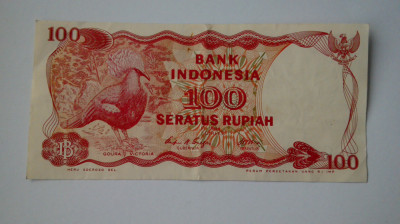 100
BANK
INDONESIA
100
SERATUS RUPIAH
GOURA VICTORIA
100